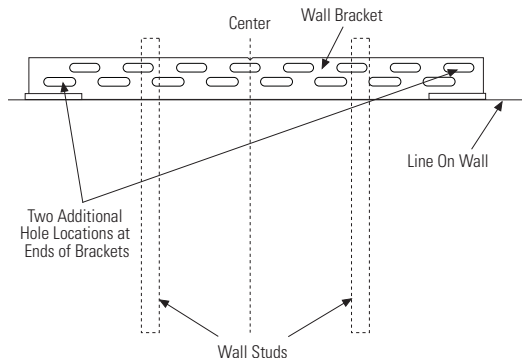 Center
Wall Bracket
Line On Wall
Two Additional
Hole Locations at
Ends of Brackets
Wall Studs